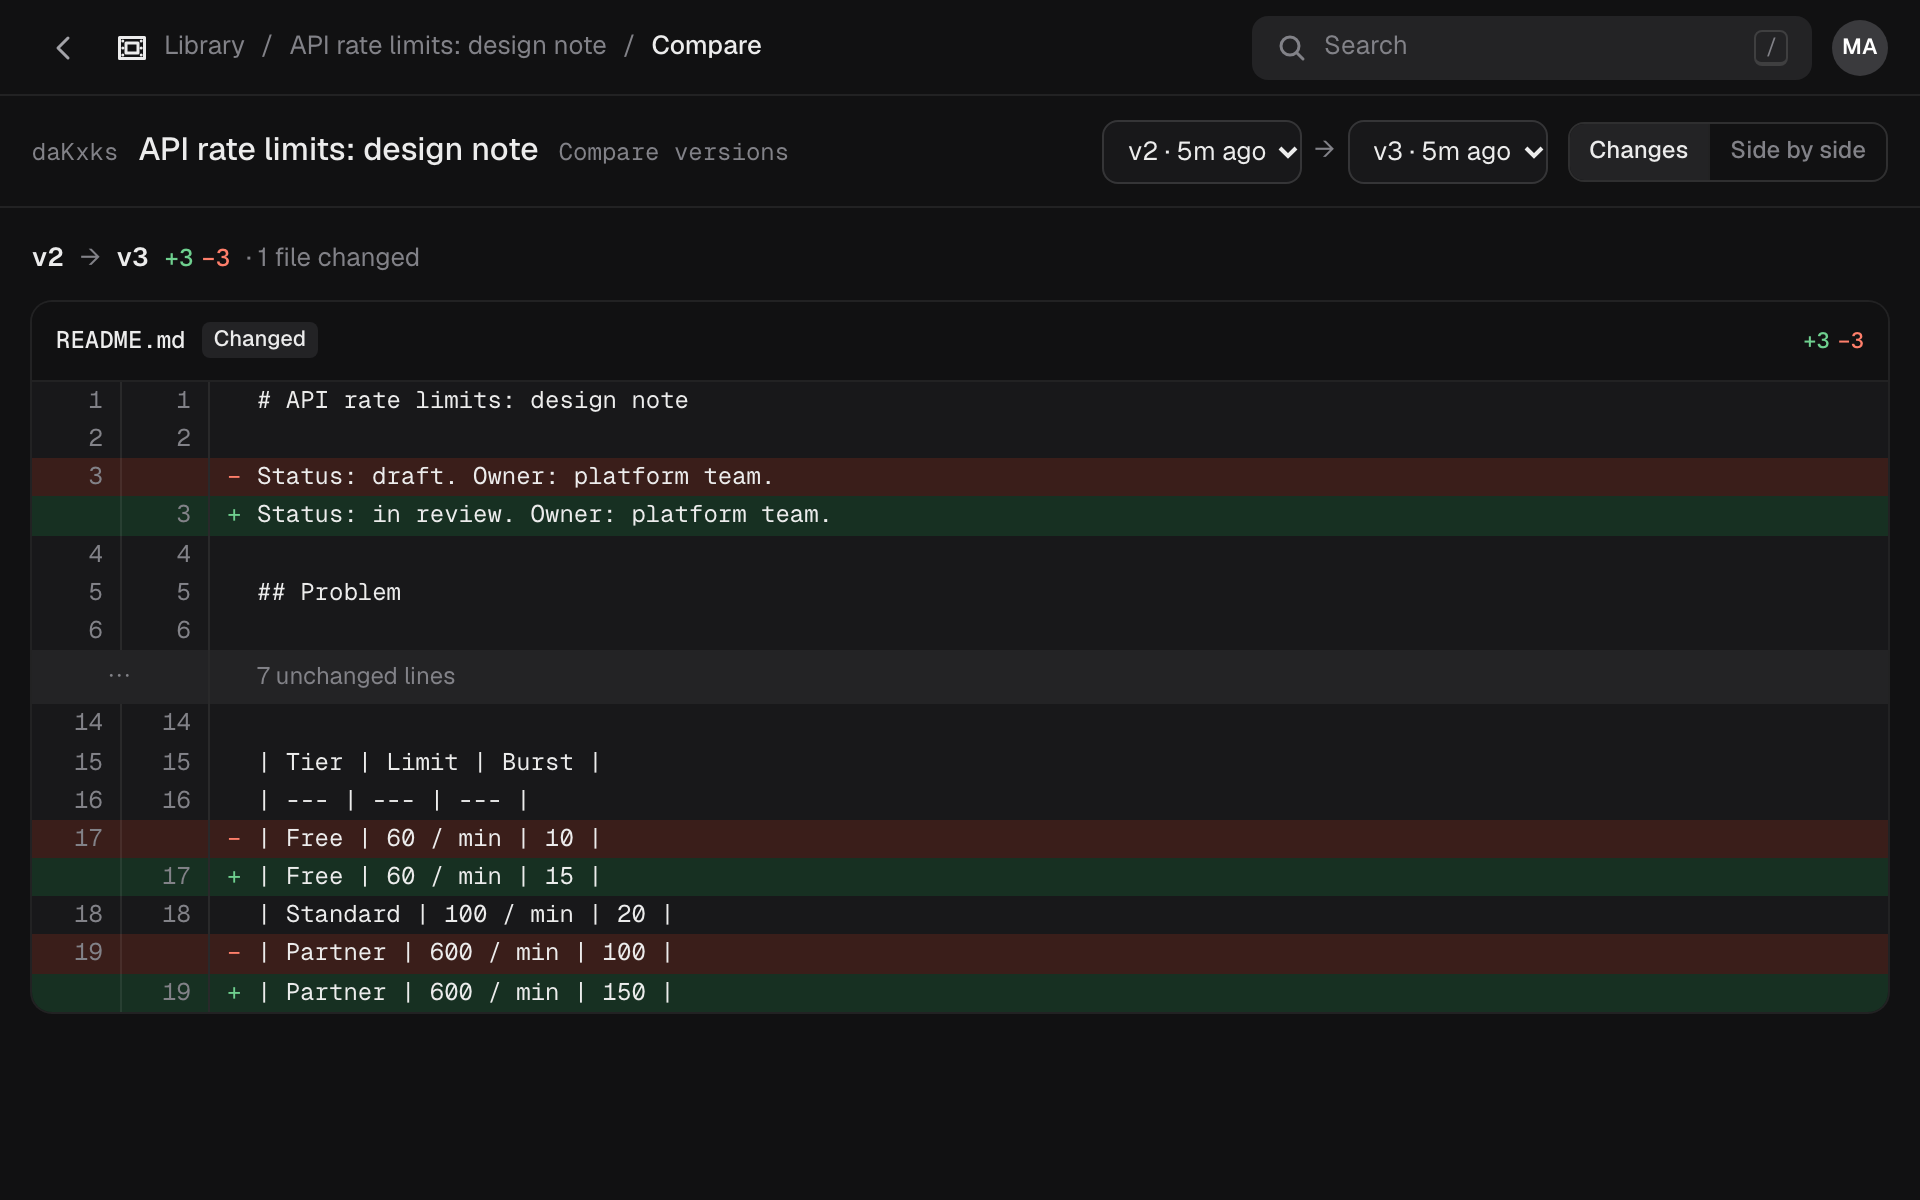 Library / API rate limits: design note / Compare
Search /
MA
daKxks API rate limits: design note Compare versions
v2 · 5m ago → v3 · 5m ago Changes Side by side
v2 → v3 +3 −3 · 1 file changed
README.md Changed +3 −3
1 1 # API rate limits: design note
2 2
3 − Status: draft. Owner: platform team.
3 + Status: in review. Owner: platform team.
4 4
5 5 ## Problem
6 6
··· 7 unchanged lines
14 14
15 15 | Tier | Limit | Burst |
16 16 | --- | --- | --- |
17 − | Free | 60 / min | 10 |
17 + | Free | 60 / min | 15 |
18 18 | Standard | 100 / min | 20 |
19 − | Partner | 600 / min | 100 |
19 + | Partner | 600 / min | 150 |